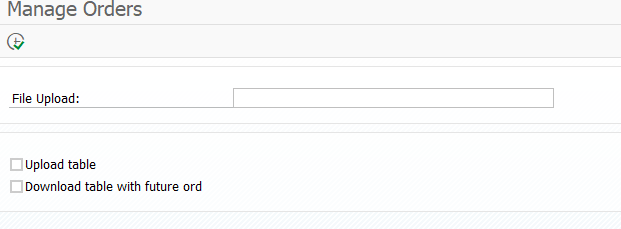 Manage Orders
File Upload:
Upload table
Download table with future ord